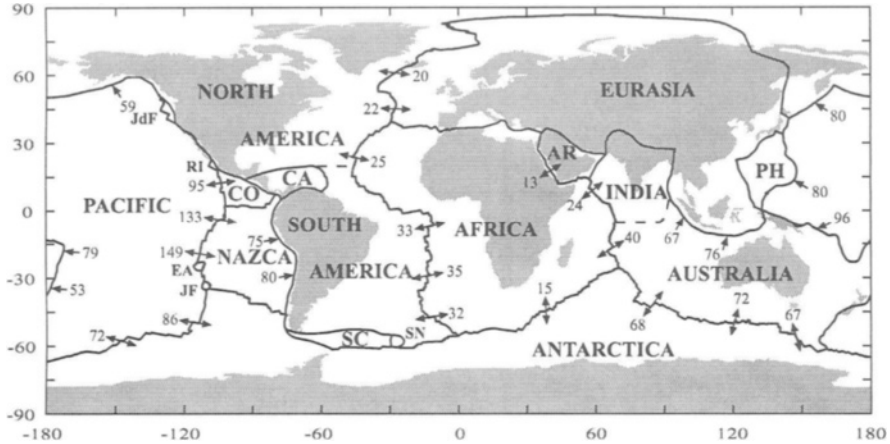 90
60
30
0
-30
-60
-90
-180
-120
-60
0
60
120
180
NORTH
AMERICA
EURASIA
PACIFIC
SOUTH
AMERICA
NAZCA
AFRICA
INDIA
AUSTRALIA
ANTARCTICA
AR
PH
CA
CO
RI
JdF
EA
JF
SC
SN
59
20
22
25
80
80
96
95
133
149
86
72
79
53
75
80
33
35
32
13
24
40
67
76
15
68
72
67